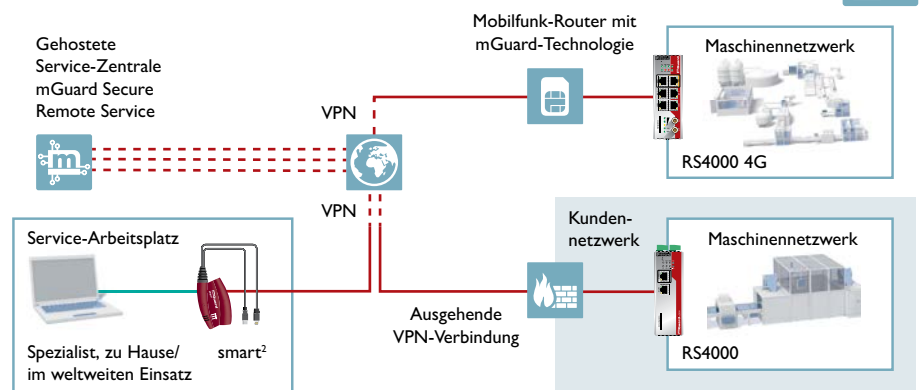 Gehostete
Service-Zentrale
mGuard Secure
Remote Service
VPN
Mobilfunk-Router mit
mGuard-Technologie
Maschinennetzwerk
RS4000 4G
m
VPN
Service-Arbeitsplatz
Spezialist, zu Hause/
im weltweiten Einsatz
smart²
Ausgehende
VPN-Verbindung
Kunden-
netzwerk
Maschinennetzwerk
RS4000